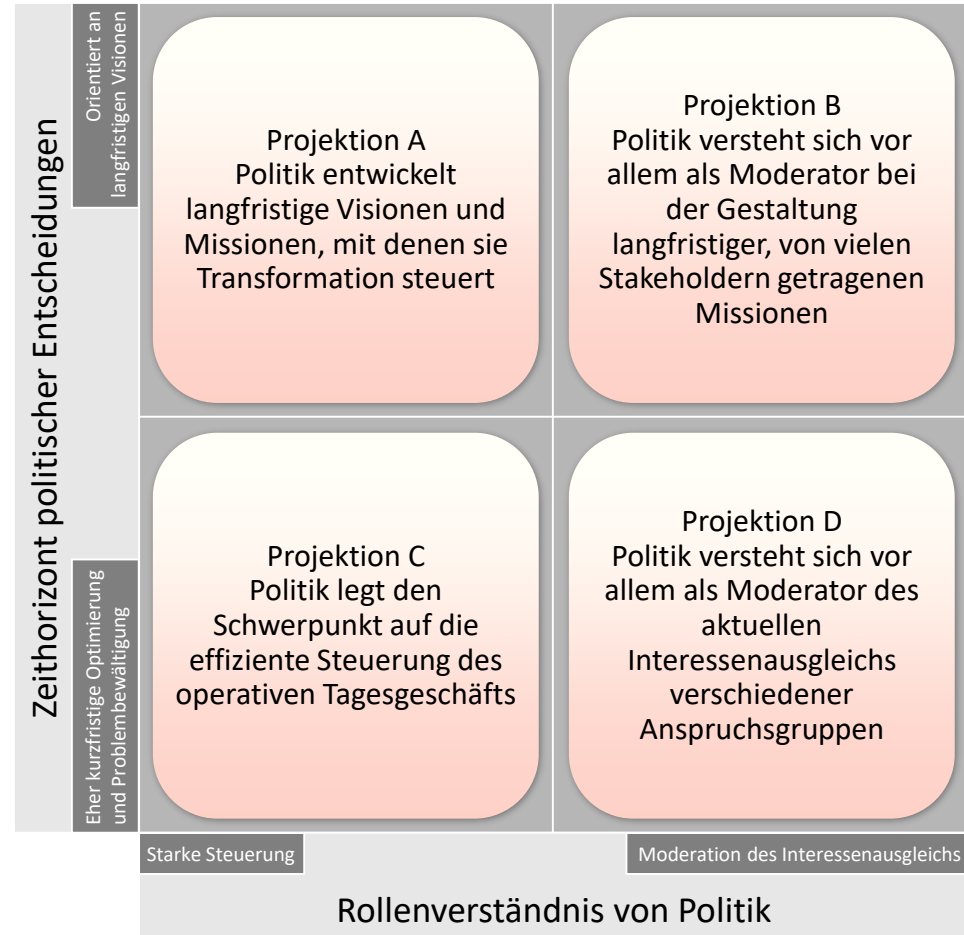 Zeithorizont politischer Entscheidungen
Orientiert an
langfristigen Visionen
Eher kurzfristige Optimierung
und Problembewältigung
Projektion A
Politik entwickelt
langfristige Visionen und
Missionen, mit denen sie
Transformation steuert
Projektion B
Politik versteht sich vor
allem als Moderator bei
der Gestaltung
langfristiger, von vielen
Stakeholdern getragenen
Missionen
Projektion C
Politik legt den
Schwerpunkt auf die
effiziente Steuerung des
operativen Tagesgeschäfts
Projektion D
Politik versteht sich vor
allem als Moderator des
aktuellen
Interessenausgleichs
verschiedener
Anspruchsgruppen
Starke Steuerung
Moderation des Interessenausgleichs
Rollenverständnis von Politik